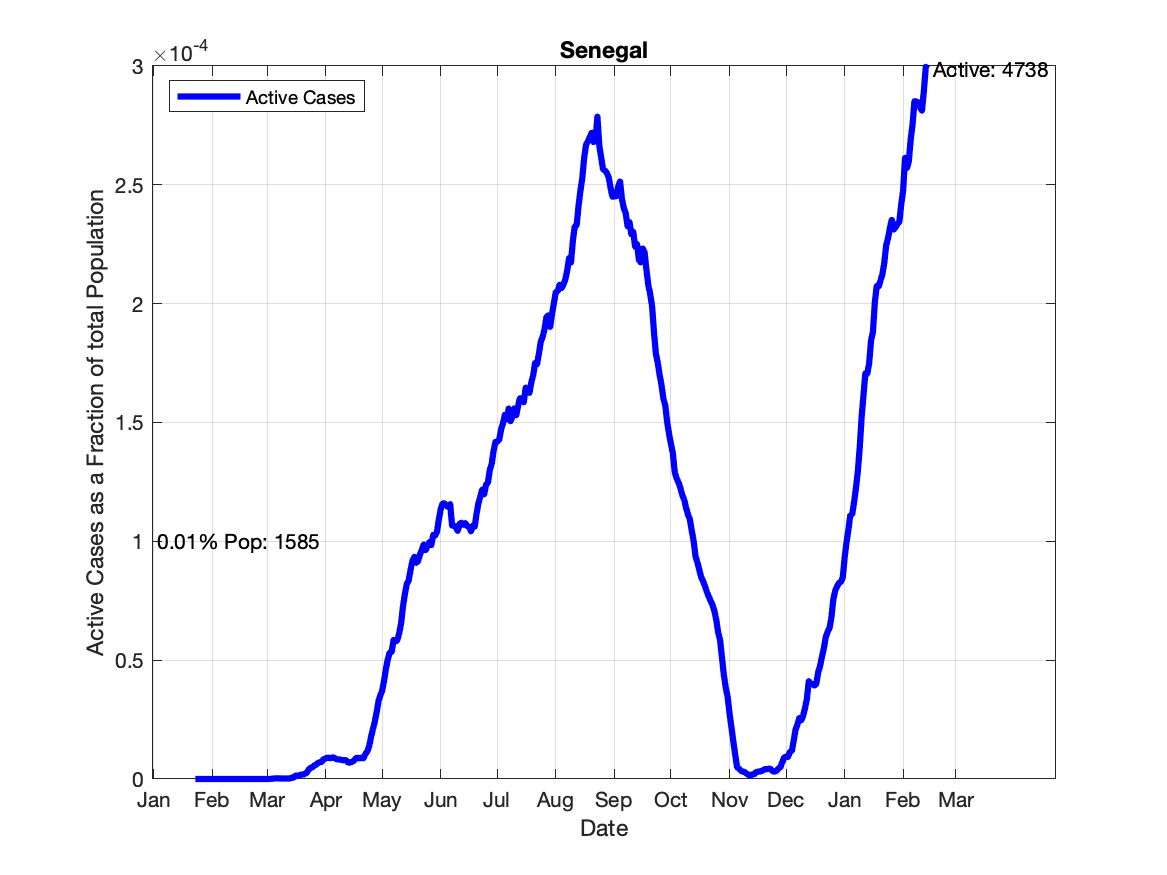 Senegal
×10-4
3
2.5
2
1.5
1
0.5
0
Active Cases as a Fraction of total Population
Active Cases
Active: 4738
0.01% Pop: 1585
Jan Feb Mar Apr May Jun Jul Aug Sep Oct Nov Dec Jan Feb Mar
Date